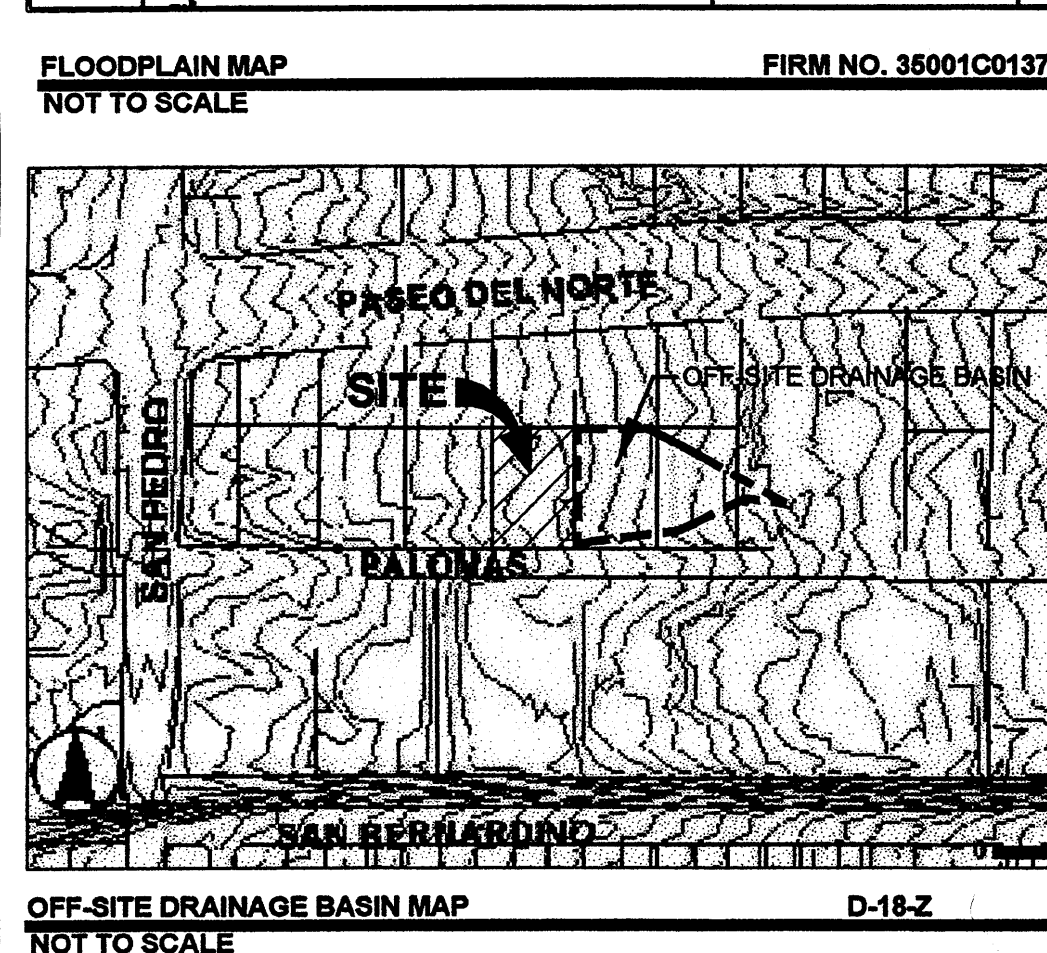 FLOODPLAIN MAP FIRM NO. 35001C0137
NOT TO SCALE
PASEO DEL NORTE
SITE
OFF-SITE DRAINAGE BASIN
SAN PEDRO
PALOMAS
SAN BERNARDINO
0
OFF-SITE DRAINAGE BASIN MAP D-18-Z
NOT TO SCALE